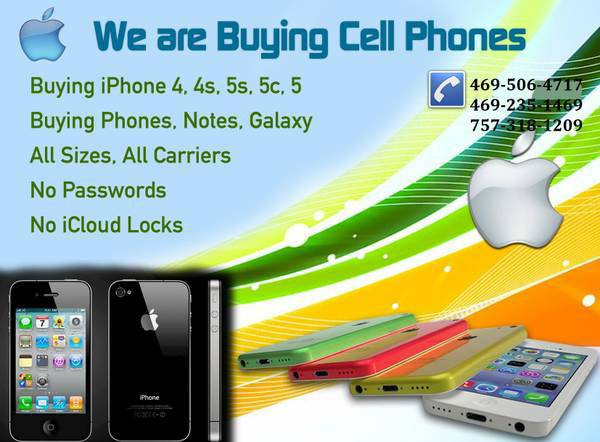 We are Buying Cell Phones
Buying iPhone 4, 4s, 5s, 5c, 5
Buying Phones, Notes, Galaxy
All Sizes, All Carriers
No Passwords
No iCloud Locks
469-506-4717
469-235-1469
757-318-1209
iPhone